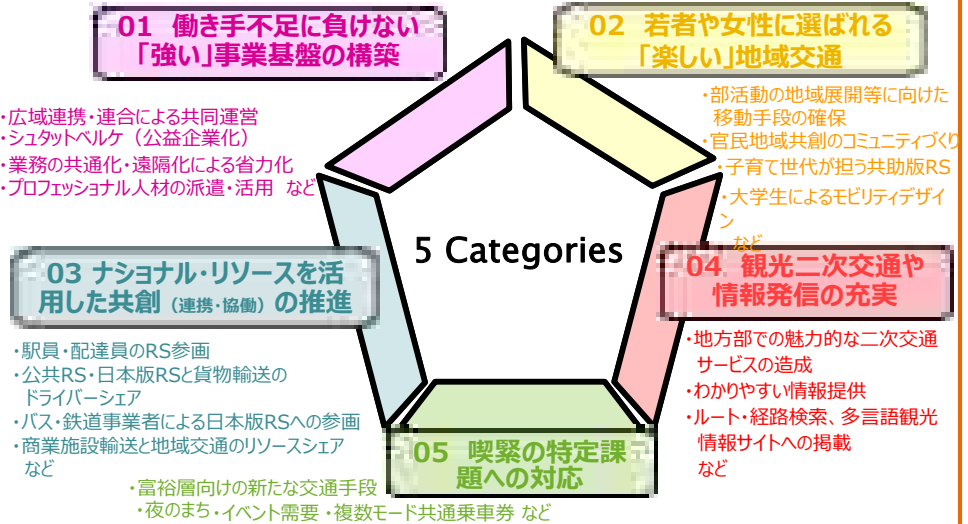 01 働き手不足に負けない
「強い」事業基盤の構築
・広域連携・連合による共同運営
・シュタットベルケ（公益企業化）
・業務の共通化・遠隔化による省力化
・プロフェッショナル人材の派遣・活用 など
02 若者や女性に選ばれる
「楽しい」地域交通
・部活動の地域展開等に向けた
移動手段の確保
・官民地域共創のコミュニティづくり
・子育て世代が担う共助版RS
・大学生によるモビリティデザイ
ン
など
5 Categories
03 ナショナル・リソースを活
用した共創（連携・協働）の推進
・駅員・配達員のRS参画
・公共RS・日本版RSと貨物輸送の
ドライバーシェア
・バス・鉄道事業者による日本版RSへの参画
・商業施設輸送と地域交通のリソースシェア
など
04 観光二次交通や
情報発信の充実
・地方部での魅力的な二次交通
サービスの造成
・わかりやすい情報提供
・ルート・経路検索、多言語観光
情報サイトへの掲載
など
05 喫緊の特定課
題への対応
・富裕層向けの新たな交通手段
・夜のまち・イベント需要・複数モード共通乗車券 など